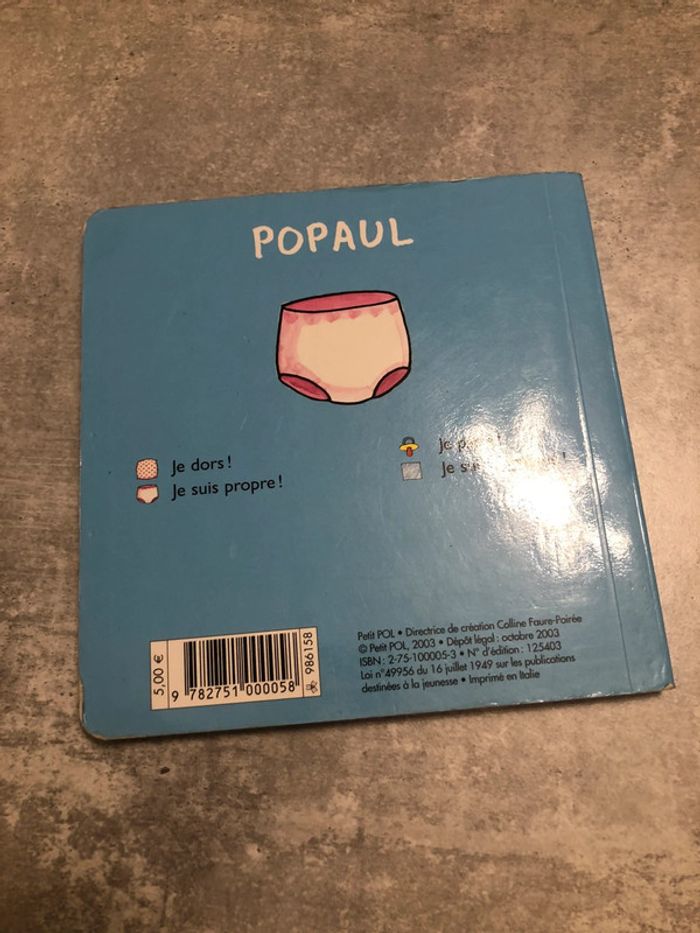 POPAUL
Je dors !
Je suis propre !
Je
Je
5,00 €
9 782751 000058
986158
Petit POL • Directrice de création Colline Faure-Poirée
© Petit POL, 2003 • Dépôt légal : octobre 2003
ISBN : 2-75-100005-3 • N° d'édition : 125403
Loi n°49956 du 16 juillet 1949 sur les publications
destinées à la jeunesse • Imprimé en Italie